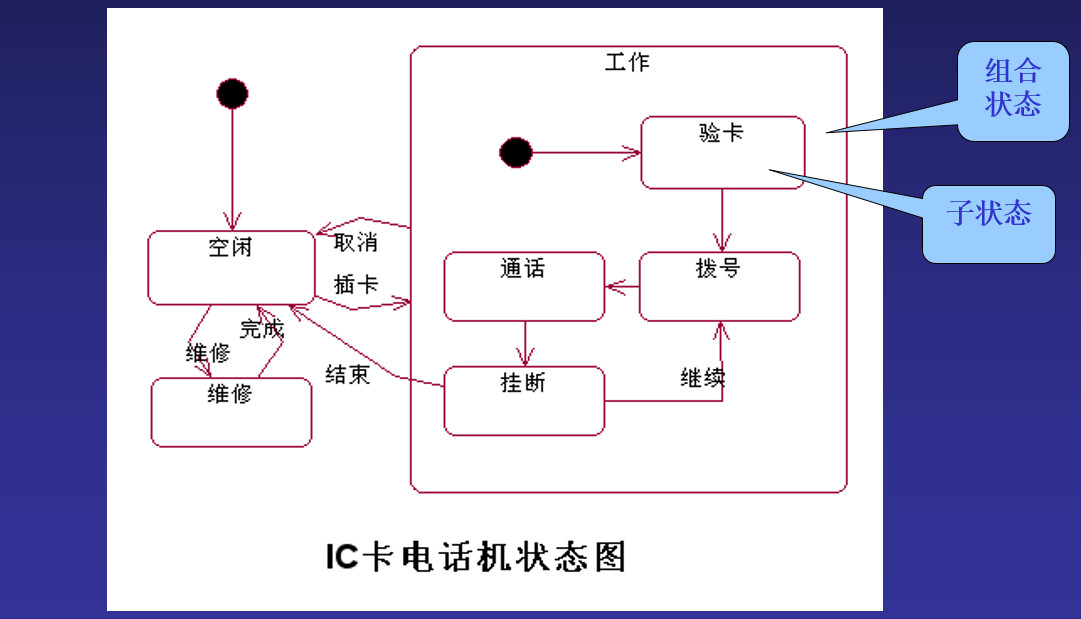 工作
组合
状态
验卡
子状态
空闲
取消
通话
拨号
插卡
完成
维修
结束
挂断
继续
维修
IC卡电话机状态图